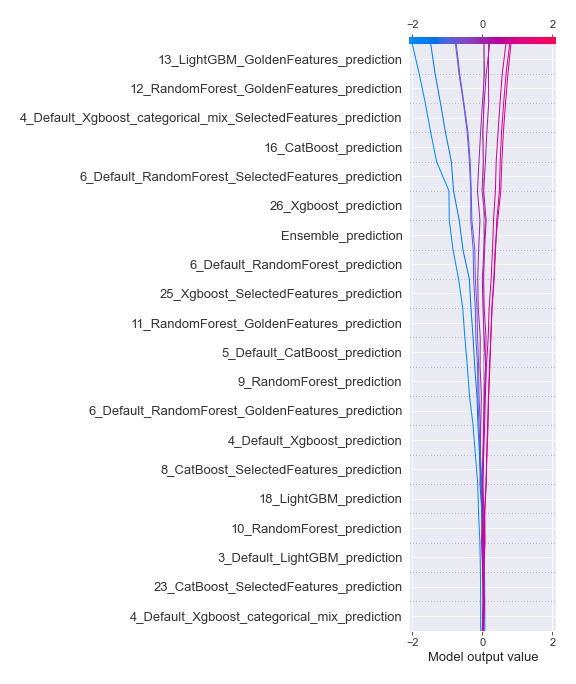 −2 0 2
13_LightGBM_GoldenFeatures_prediction
12_RandomForest_GoldenFeatures_prediction
4_Default_Xgboost_categorical_mix_SelectedFeatures_prediction
16_CatBoost_prediction
6_Default_RandomForest_SelectedFeatures_prediction
26_Xgboost_prediction
Ensemble_prediction
6_Default_RandomForest_prediction
25_Xgboost_SelectedFeatures_prediction
11_RandomForest_GoldenFeatures_prediction
5_Default_CatBoost_prediction
9_RandomForest_prediction
6_Default_RandomForest_GoldenFeatures_prediction
4_Default_Xgboost_prediction
8_CatBoost_SelectedFeatures_prediction
18_LightGBM_prediction
10_RandomForest_prediction
3_Default_LightGBM_prediction
23_CatBoost_SelectedFeatures_prediction
4_Default_Xgboost_categorical_mix_prediction
−2 0 2
Model output value